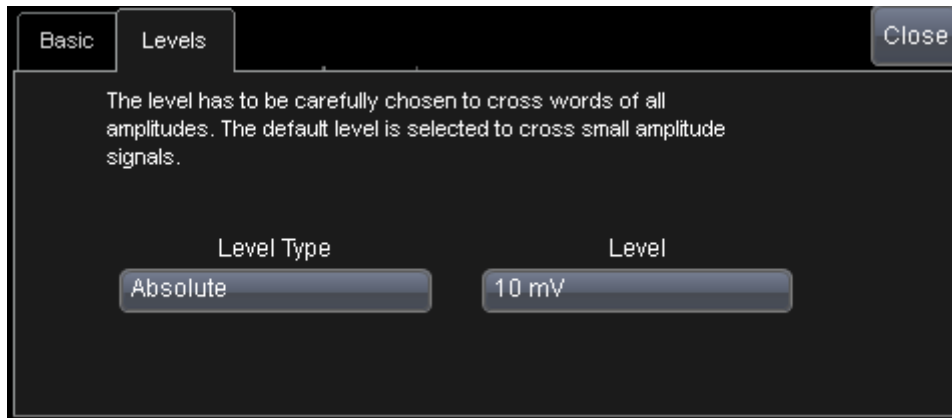 Basic
Levels
Close
The level has to be carefully chosen to cross words of all
amplitudes. The default level is selected to cross small amplitude
signals.
Level Type
Level
Absolute
10 mV